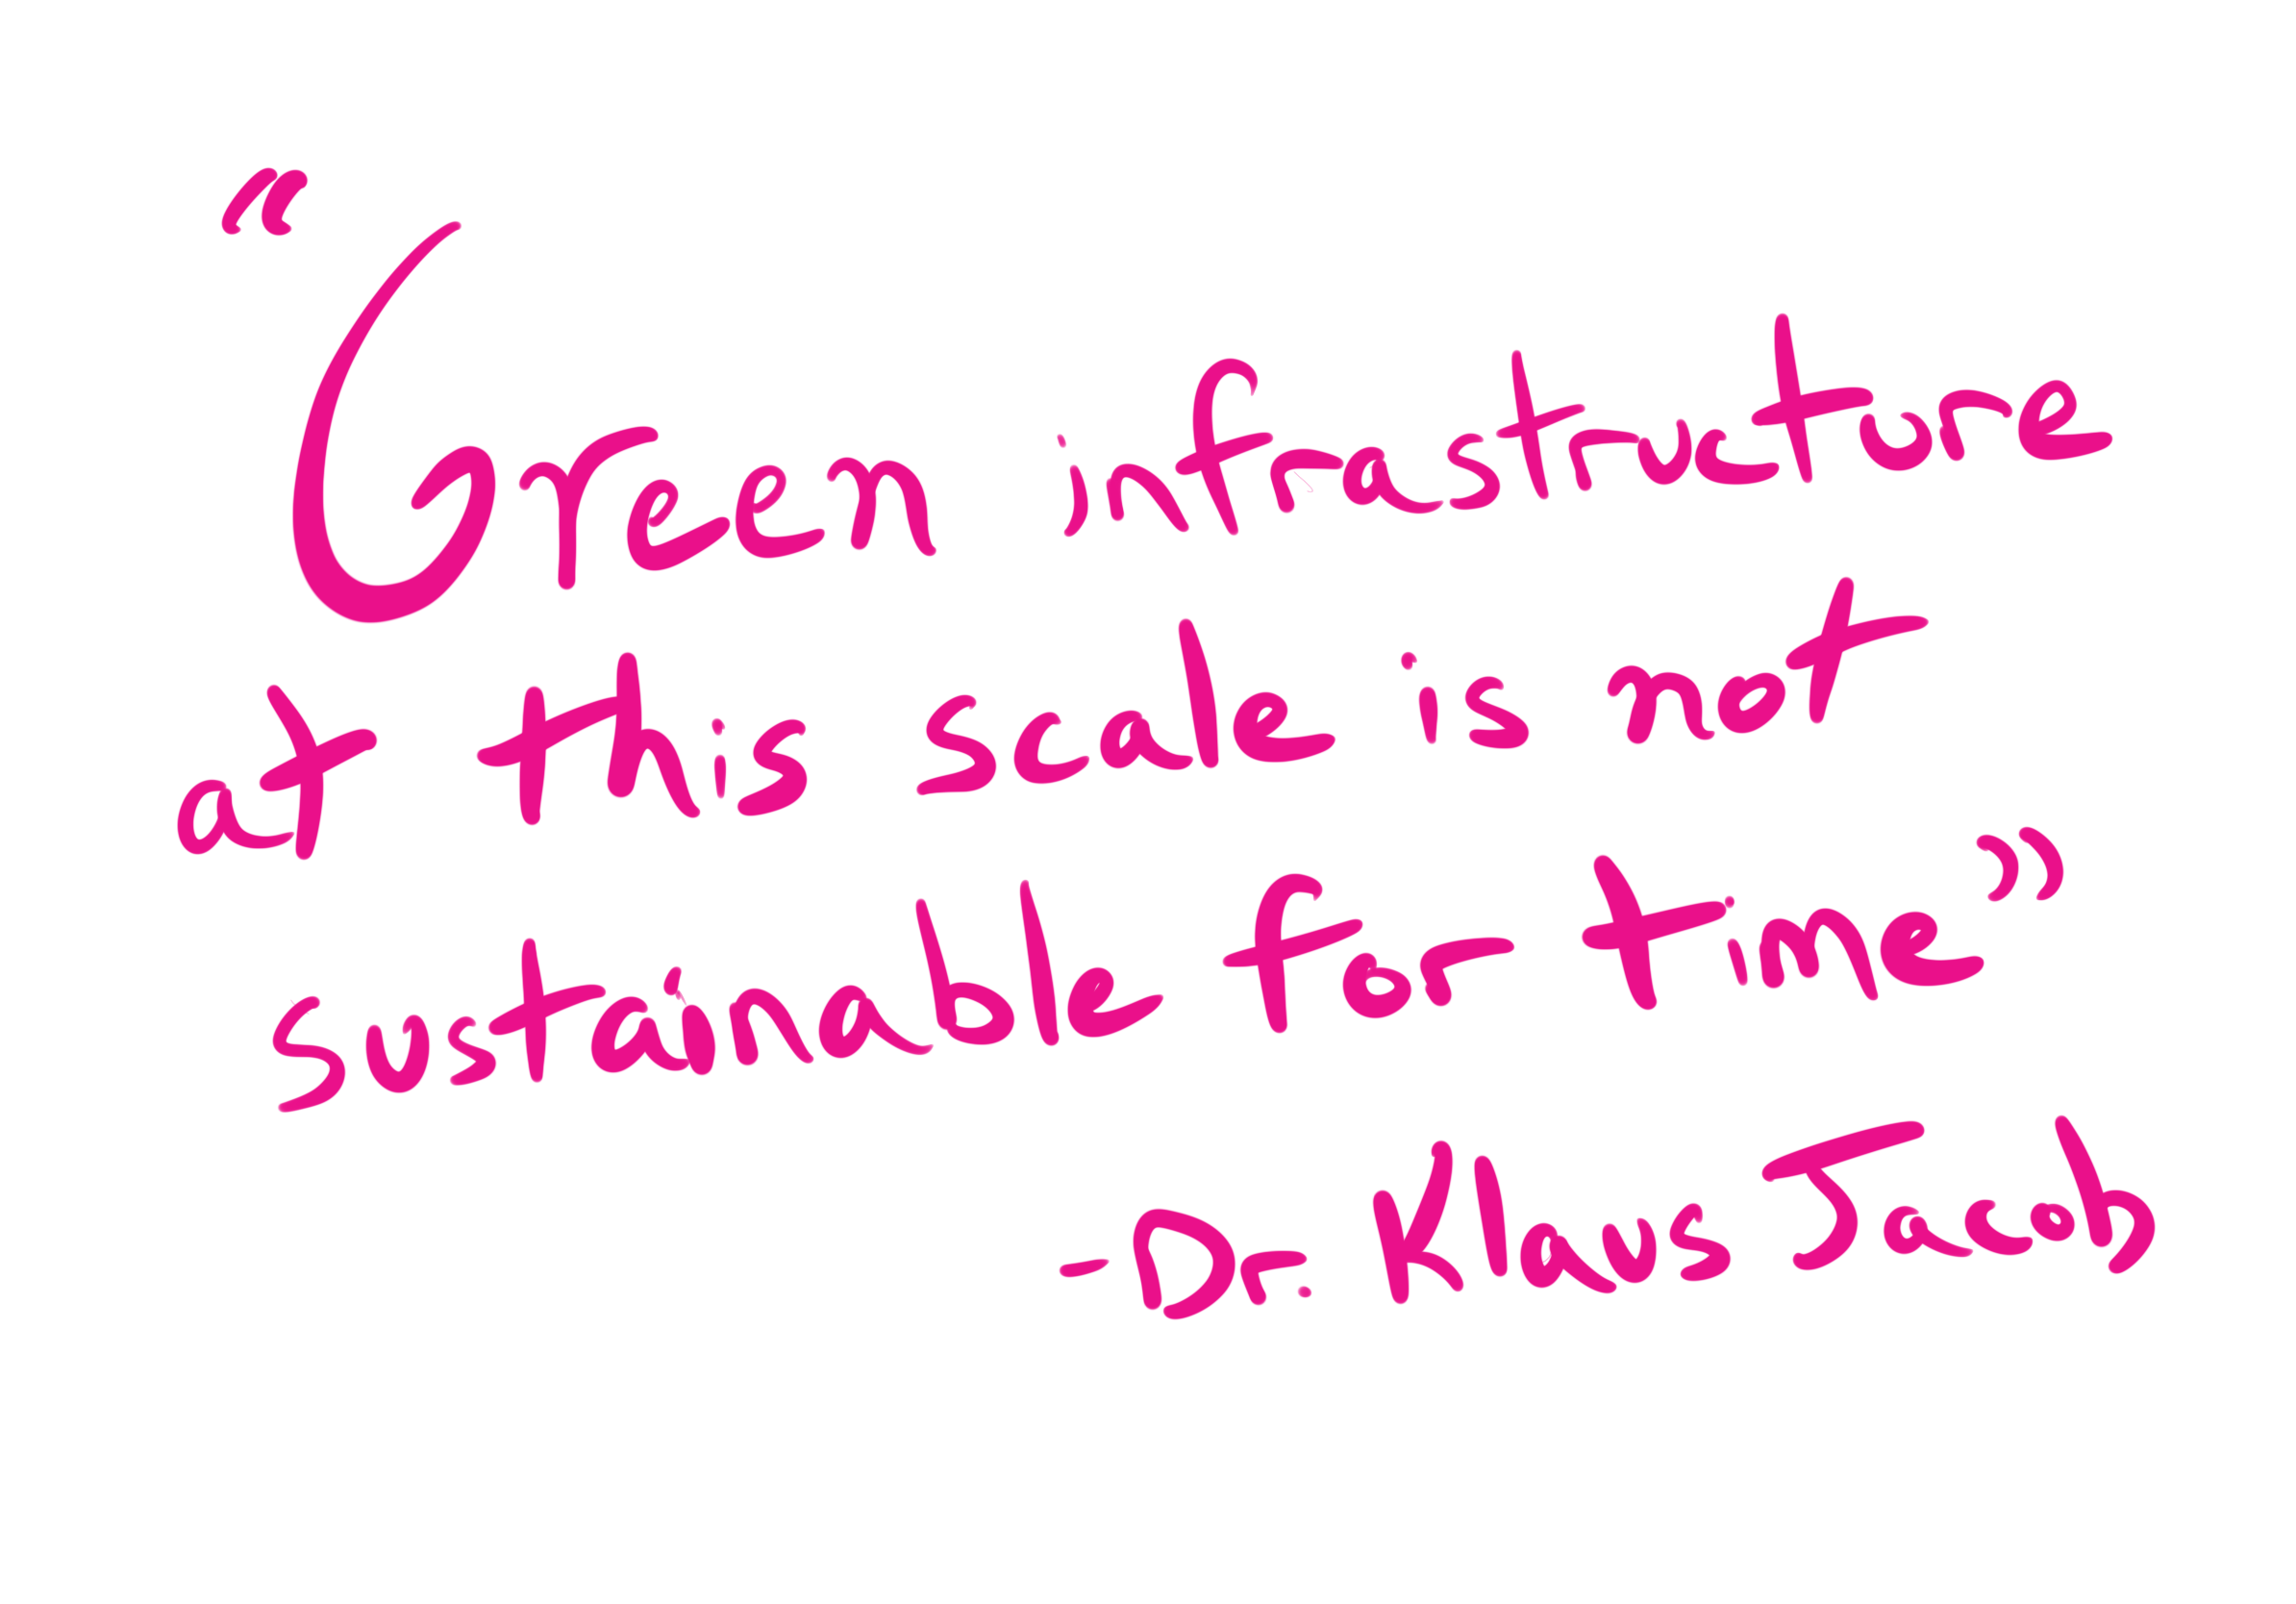 “Green infrastructure
at this scale is not
sustainable for time”
-Dr. Klaus Jacob